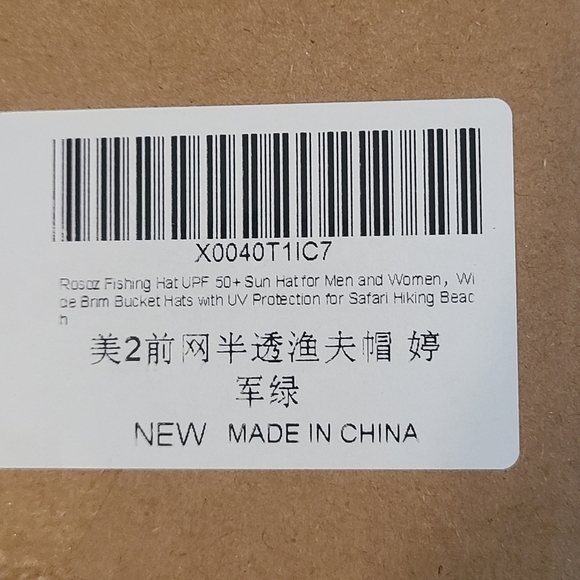 X0040T1IC7
Rosoz Fishing Hat UPF 50+ Sun Hat for Men and Women, Wi
de Brim Bucket Hats with UV Protection for Safari Hiking Beac
h
美2前网半透渔夫帽 婷
军绿
NEW MADE IN CHINA